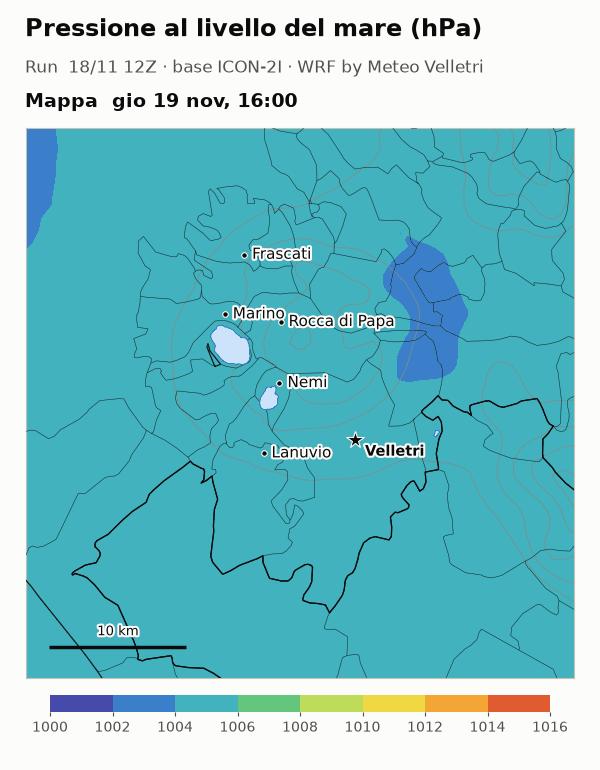 Pressione al livello del mare (hPa)
Run  18/11 12Z · base ICON-2I · WRF by Meteo Velletri
Mappa  gio 19 nov, 16:00
Frascati
Marino
Rocca di Papa
Nemi
Velletri
Lanuvio
10 km
1000 1002 1004 1006 1008 1010 1012 1014 1016